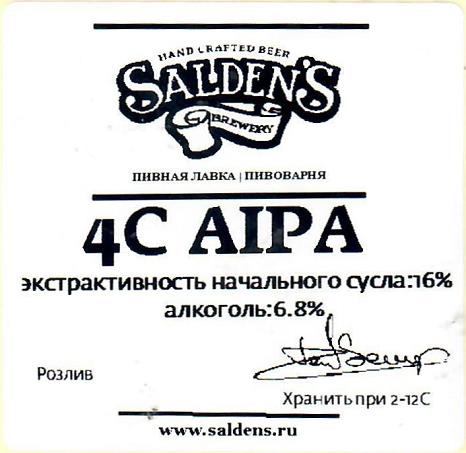 HAND CRAFTED BEER
SALDEN'S
BREWERY
ПИВНАЯ ЛАВКА | ПИВОВАРНЯ
4C AIPA
экстрактивность начального сусла:16%
алкоголь:6.8%
Розлив
Хранить при 2-12С
www.saldens.ru